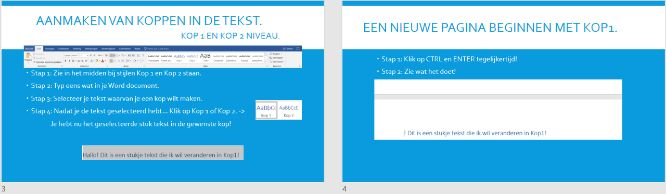 AANMAKEN VAN KOPPEN IN DE TEKST.
KOP 1 EN KOP 2 NIVEAU.
• Stap 1: Zie in het midden bij stijlen Kop 1 en Kop 2 staan.
• Stap 2: Typ eens wat in je Word document.
• Stap 3: Selecteer je tekst waarvan je een kop wilt maken.
• Stap 4: Nadat je de tekst geselecteerd hebt... Klik op Kop 1 of Kop 2. ->
Je hebt nu het geselecteerde stuk tekst in de gewenste kop!
AaBbCc AaBbCcC
Kop 1 Kop 2
Hallo! Dit is een stukje tekst die ik wil veranderen in Kop1!
3
EEN NIEUWE PAGINA BEGINNEN MET KOP1.
• Stap 1: Klik op CTRL en ENTER tegelijkertijd!
• Stap 2: Zie wat het doet!
! Dit is een stukje tekst die ik wil veranderen in Kop1!
4